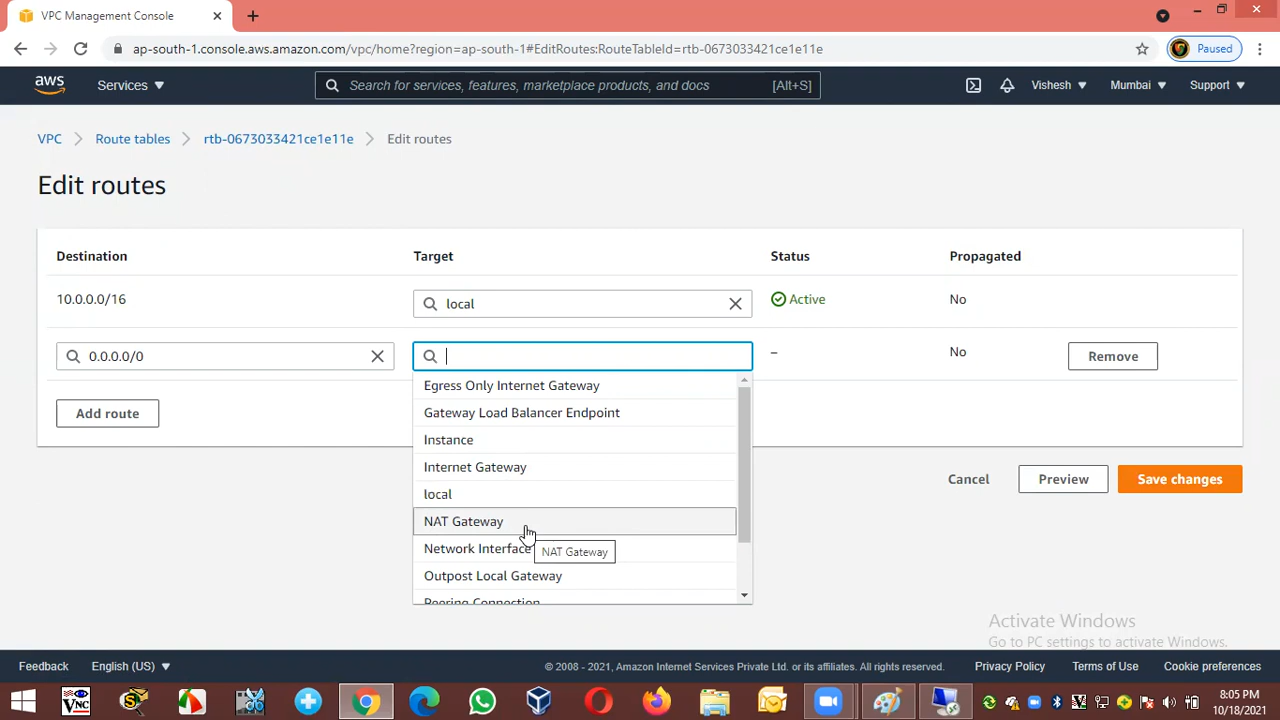 VPC Management Console
ap-south-1.console.aws.amazon.com/vpc/home?region=ap-south-1#EditRoutes:RouteTableId=rtb-0673033421ce1e11e
Paused
aws
Services
Search for services, features, marketplace products, and docs
[Alt+S]
Vishesh
Mumbai
Support
VPC
Route tables
rtb-0673033421ce1e11e
Edit routes
Edit routes
Destination
Target
Status
Propagated
10.0.0.0/16
local
Active
No
0.0.0.0/0
–
No
Remove
Egress Only Internet Gateway
Gateway Load Balancer Endpoint
Instance
Internet Gateway
local
NAT Gateway
Network Interface
NAT Gateway
Outpost Local Gateway
Peering Connection
Add route
Cancel
Preview
Save changes
Activate Windows
Go to PC settings to activate Windows.
Feedback
English (US)
© 2008 - 2021, Amazon Internet Services Private Ltd. or its affiliates. All rights reserved.
Privacy Policy
Terms of Use
Cookie preferences
8:05 PM
10/18/2021